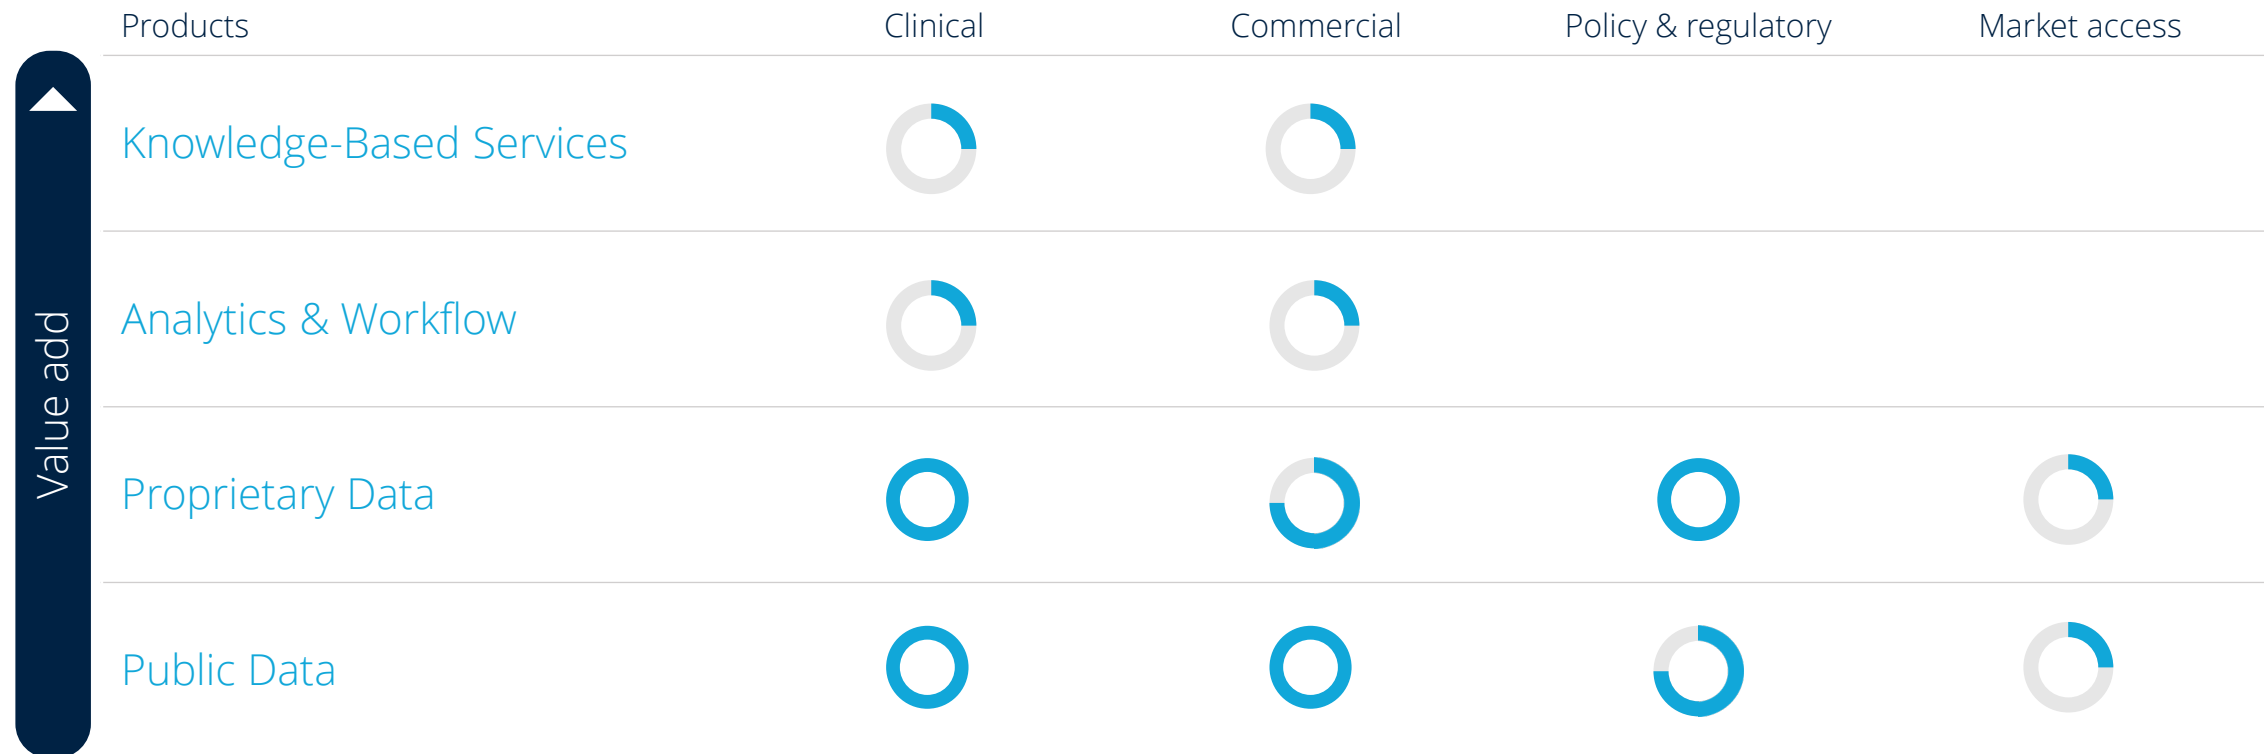 Products Clinical Commercial Policy & regulatory Market access
Knowledge-Based Services
Analytics & Workflow
Value add
Proprietary Data
Public Data